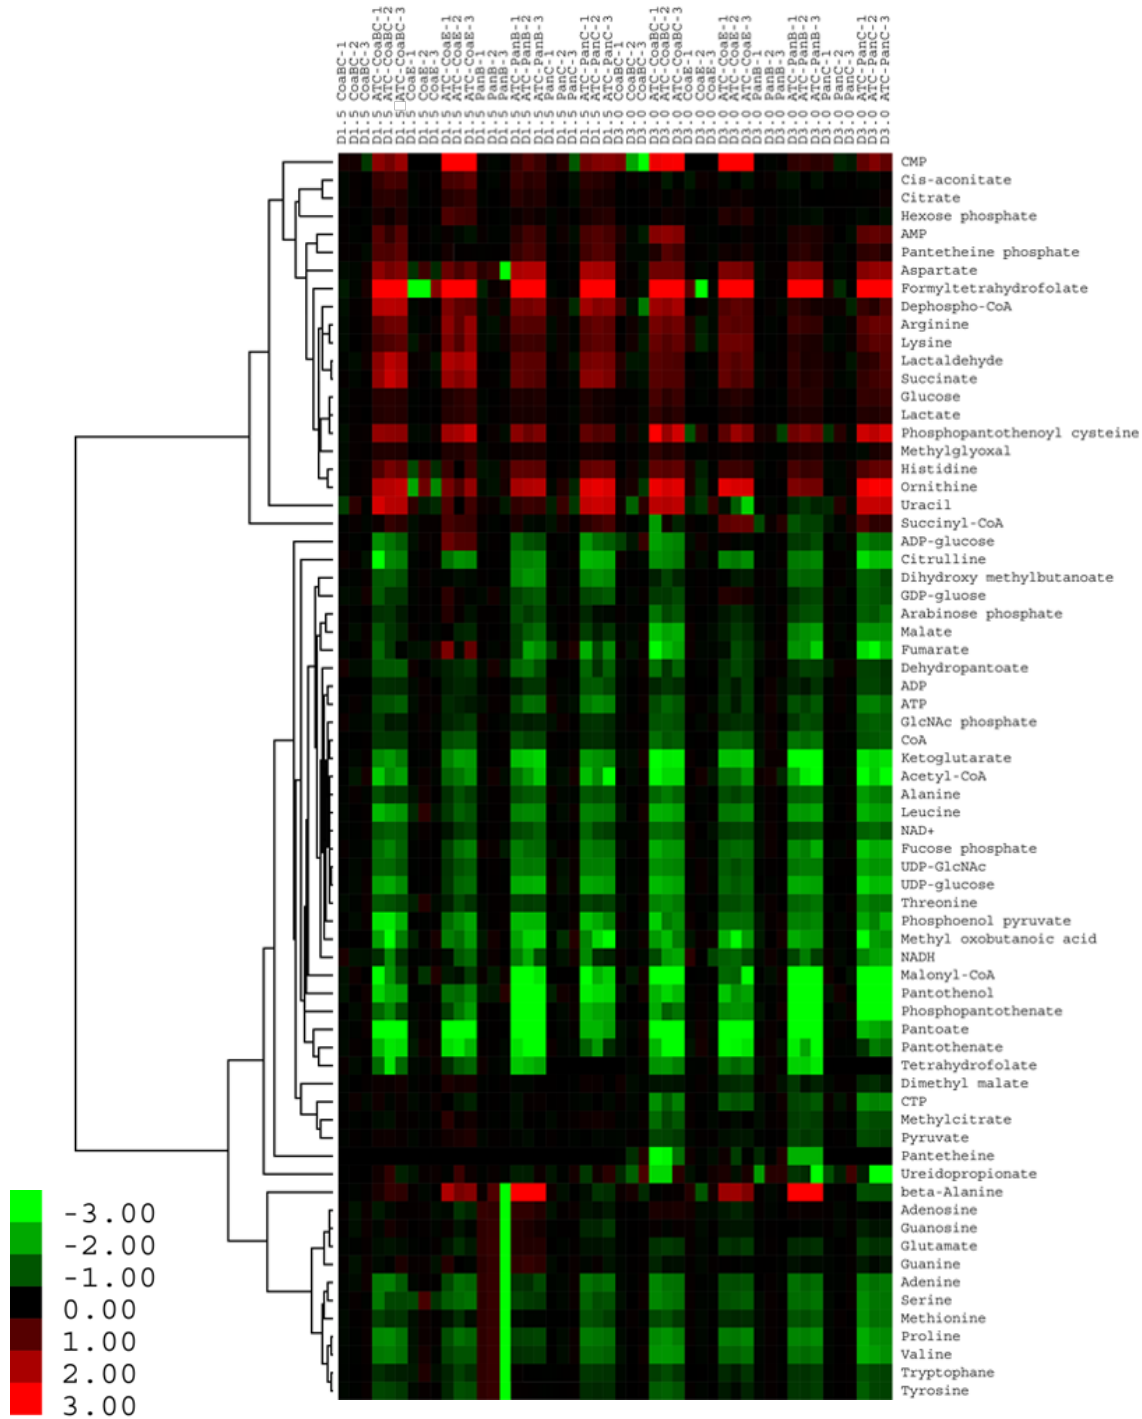 D1.5 CoaBC-1
D1.5 CoaBC-2
D1.5 CoaBC-3
D1.5 ATC-CoaBC-1
D1.5 ATC-CoaBC-2
D1.5□ATC-CoaBC-3
D1.5 CoaE-1
D1.5 CoaE-2
D1.5 CoaE-3
D1.5 ATC-CoaE-1
D1.5 ATC-CoaE-2
D1.5 ATC-CoaE-3
D1.5 PanB-1
D1.5 PanB-2
D1.5 PanB-3
D1.5 ATC-PanB-1
D1.5 ATC-PanB-2
D1.5 ATC-PanB-3
D1.5 PanC-1
D1.5 PanC-2
D1.5 PanC-3
D1.5 ATC-PanC-1
D1.5 ATC-PanC-2
D1.5 ATC-PanC-3
D3.0 CoaBC-1
D3.0 CoaBC-2
D3.0 CoaBC-3
D3.0 ATC-CoaBC-1
D3.0 ATC-CoaBC-2
D3.0 ATC-CoaBC-3
D3.0 CoaE-1
D3.0 CoaE-2
D3.0 CoaE-3
D3.0 ATC-CoaE-1
D3.0 ATC-CoaE-2
D3.0 ATC-CoaE-3
D3.0 PanB-1
D3.0 PanB-2
D3.0 PanB-3
D3.0 ATC-PanB-1
D3.0 ATC-PanB-2
D3.0 ATC-PanB-3
D3.0 PanC-1
D3.0 PanC-2
D3.0 PanC-3
D3.0 ATC-PanC-1
D3.0 ATC-PanC-2
D3.0 ATC-PanC-3
CMP
Cis-aconitate
Citrate
Hexose phosphate
AMP
Pantetheine phosphate
Aspartate
Formyltetrahydrofolate
Dephospho-CoA
Arginine
Lysine
Lactaldehyde
Succinate
Glucose
Lactate
Phosphopantothenoyl cysteine
Methylglyoxal
Histidine
Ornithine
Uracil
Succinyl-CoA
ADP-glucose
Citrulline
Dihydroxy methylbutanoate
GDP-gluose
Arabinose phosphate
Malate
Fumarate
Dehydropantoate
ADP
ATP
GlcNAc phosphate
CoA
Ketoglutarate
Acetyl-CoA
Alanine
Leucine
NAD+
Fucose phosphate
UDP-GlcNAc
UDP-glucose
Threonine
Phosphoenol pyruvate
Methyl oxobutanoic acid
NADH
Malonyl-CoA
Pantothenol
Phosphopantothenate
Pantoate
Pantothenate
Tetrahydrofolate
Dimethyl malate
CTP
Methylcitrate
Pyruvate
Pantetheine
Ureidopropionate
beta-Alanine
Adenosine
Guanosine
Glutamate
Guanine
Adenine
Serine
Methionine
Proline
Valine
Tryptophane
Tyrosine
-3.00
-2.00
-1.00
0.00
1.00
2.00
3.00